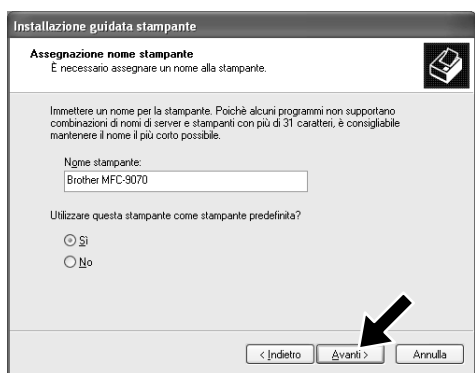 Installazione guidata stampante
Assegnazione nome stampante
È necessario assegnare un nome alla stampante.
Immettere un nome per la stampante. Poichè alcuni programmi non supportano
combinazioni di nomi di server e stampanti con più di 31 caratteri, è consigliabile
mantenere il nome il più corto possibile.
Nome stampante:
Brother MFC-9070
Utilizzare questa stampante come stampante predefinita?
Sì
No
< Indietro
Avanti >
Annulla